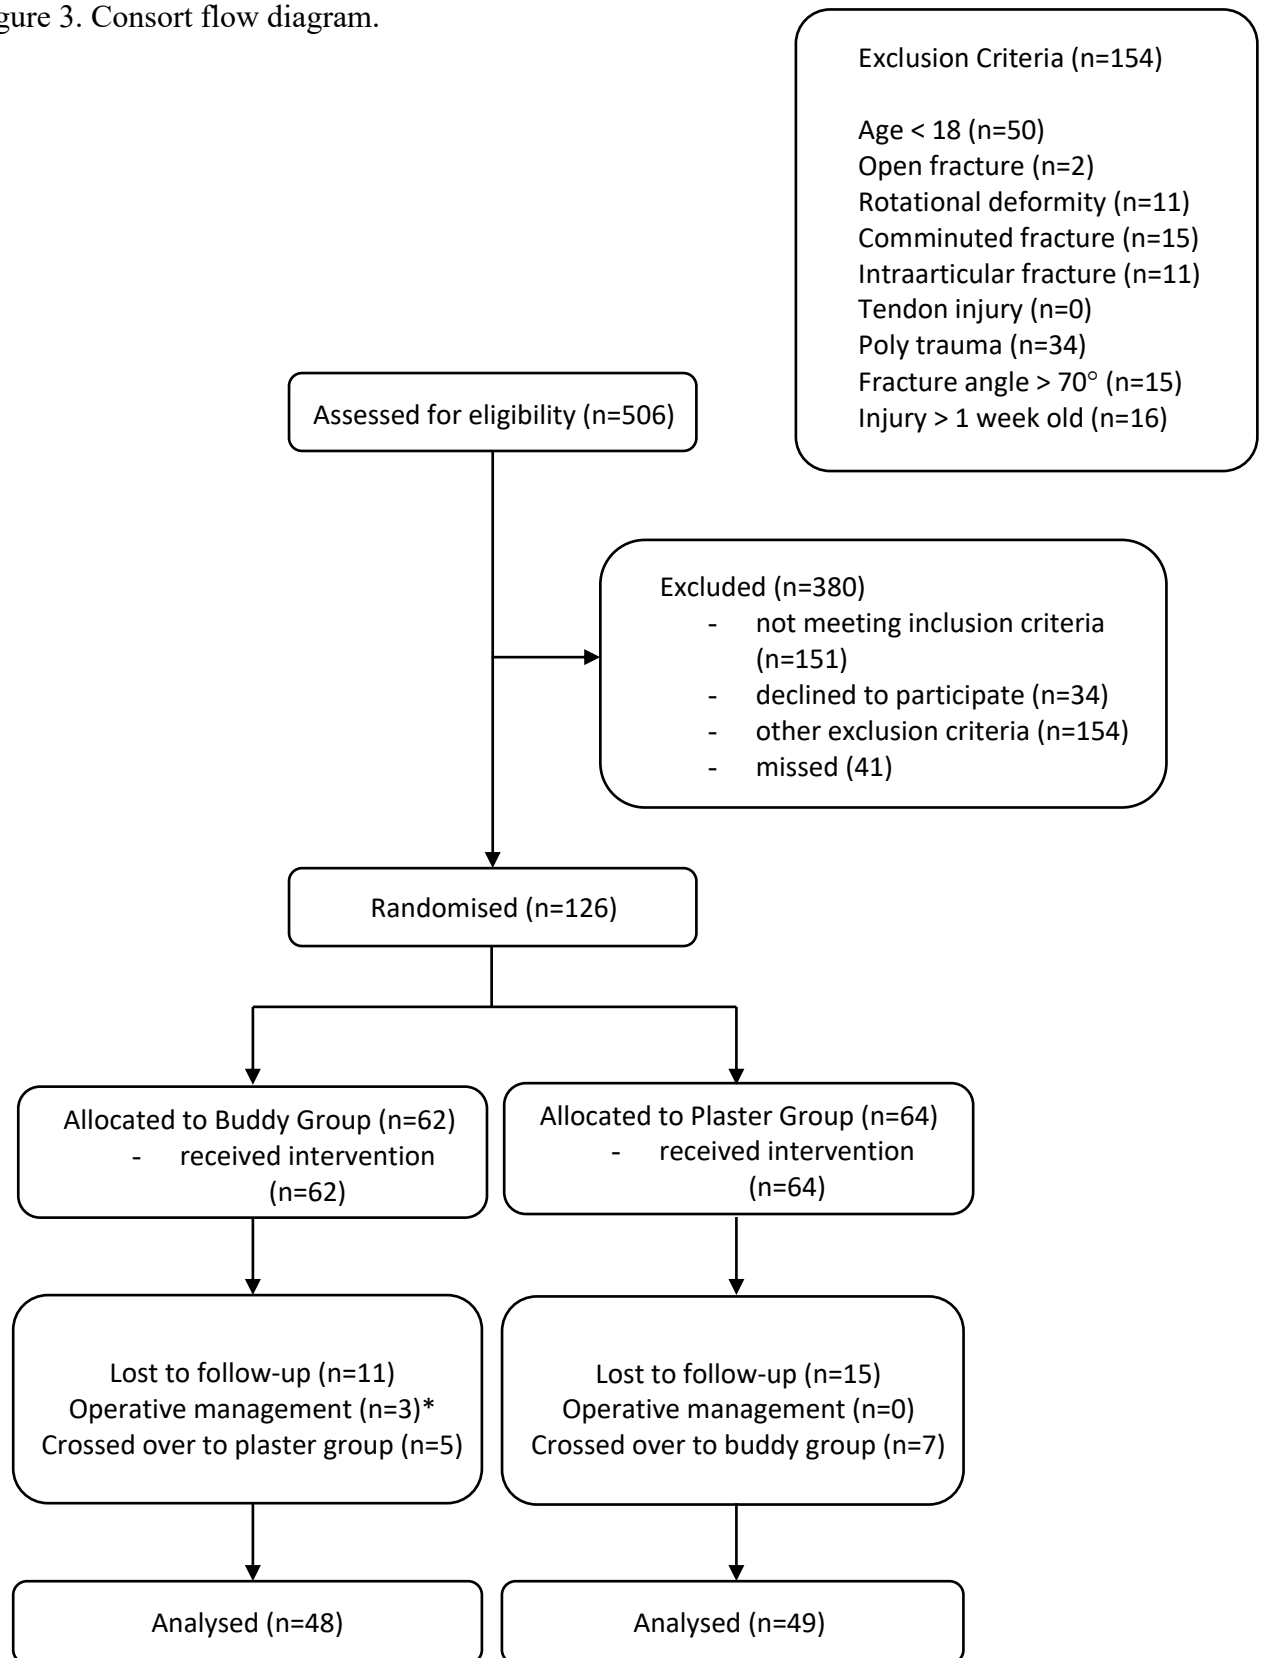 gure 3. Consort flow diagram.
Exclusion Criteria (n=154)
Age < 18 (n=50)
Open fracture (n=2)
Rotational deformity (n=11)
Comminuted fracture (n=15)
Intraarticular fracture (n=11)
Tendon injury (n=0)
Poly trauma (n=34)
Fracture angle > 70° (n=15)
Injury > 1 week old (n=16)
Assessed for eligibility (n=506)
Excluded (n=380)
- not meeting inclusion criteria
(n=151)
- declined to participate (n=34)
- other exclusion criteria (n=154)
- missed (41)
Randomised (n=126)
Allocated to Buddy Group (n=62)
- received intervention
(n=62)
Allocated to Plaster Group (n=64)
- received intervention
(n=64)
Lost to follow-up (n=11)
Operative management (n=3)*
Crossed over to plaster group (n=5)
Lost to follow-up (n=15)
Operative management (n=0)
Crossed over to buddy group (n=7)
Analysed (n=48)
Analysed (n=49)